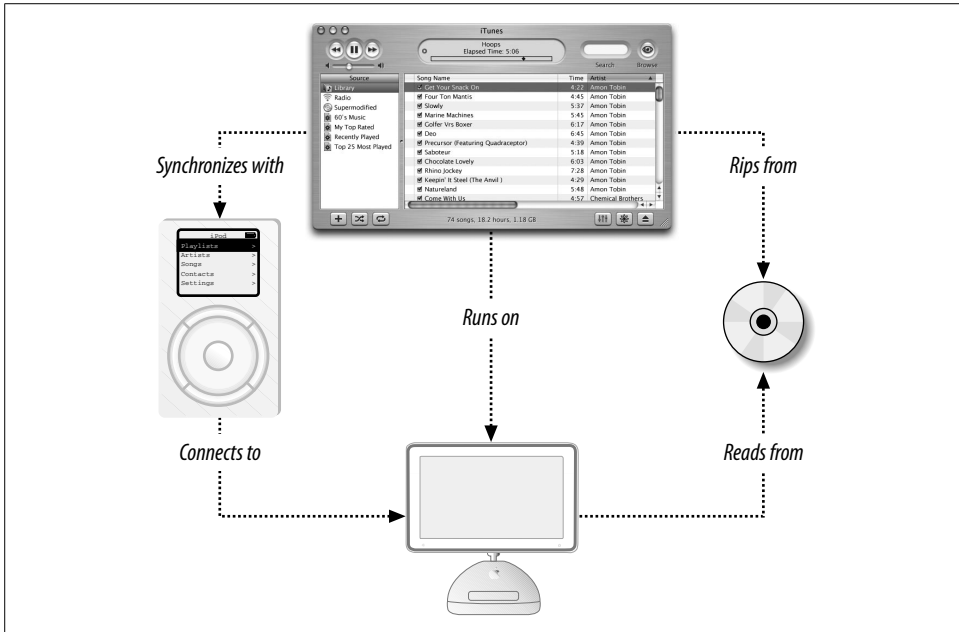 iTunes
Hoops
Elapsed Time: 5:06
Search
Browse
Source
Library
Radio
Supermodified
60's Music
My Top Rated
Recently Played
Top 25 Most Played
Song Name Time Artist
Get Your Snack On 4:22 Amon Tobin
Four Ton Mantis 4:45 Amon Tobin
Slowly 5:37 Amon Tobin
Marine Machines 5:45 Amon Tobin
Golfer Vrs Boxer 6:17 Amon Tobin
Deo 6:45 Amon Tobin
Precursor (Featuring Quadraceptor) 4:39 Amon Tobin
Saboteur 5:18 Amon Tobin
Chocolate Lovely 6:03 Amon Tobin
Rhino Jockey 7:28 Amon Tobin
Keepin' It Steel (The Anvil ) 4:29 Amon Tobin
Natureland 5:48 Amon Tobin
Come With Us 4:57 Chemical Brothers
74 songs, 18.2 hours, 1.18 GB
Synchronizes with
Rips from
iPod
Playlists >
Artists >
Songs >
Contacts >
Settings >
Runs on
Connects to
Reads from